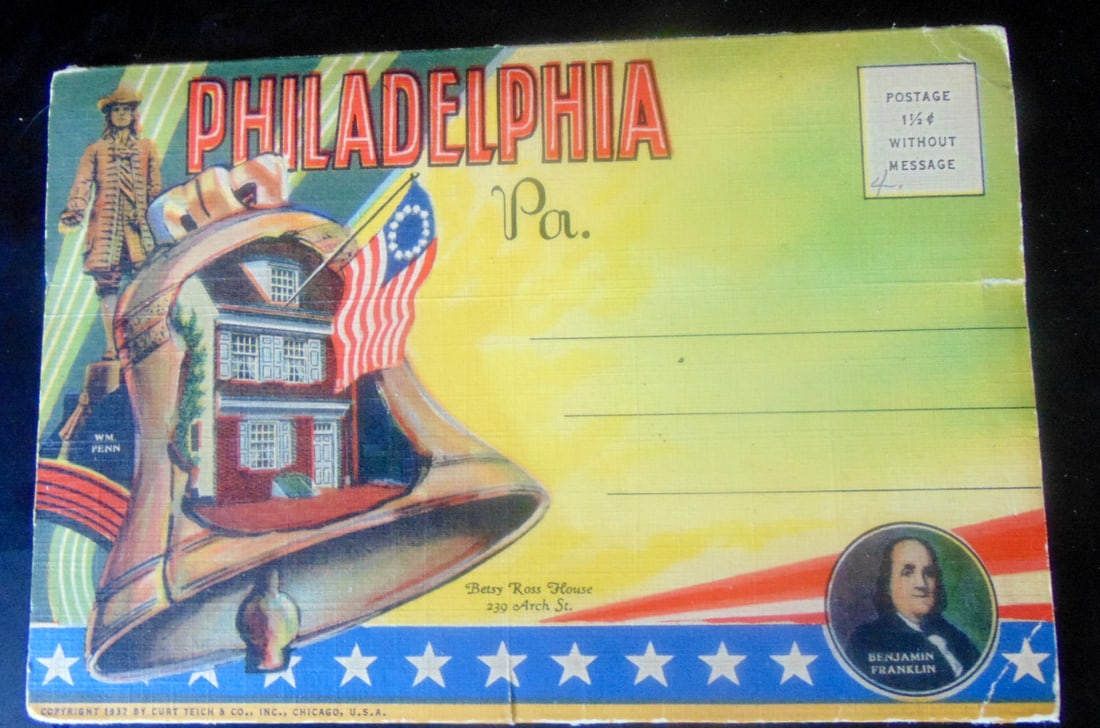 PHILADELPHIA
Pa.
POSTAGE
1½¢
WITHOUT
MESSAGE
4.
WM.
PENN
Betsy Ross House
239 Arch St.
BENJAMIN
FRANKLIN
COPYRIGHT 1937 BY CURT TEICH & CO., INC., CHICAGO, U.S.A.